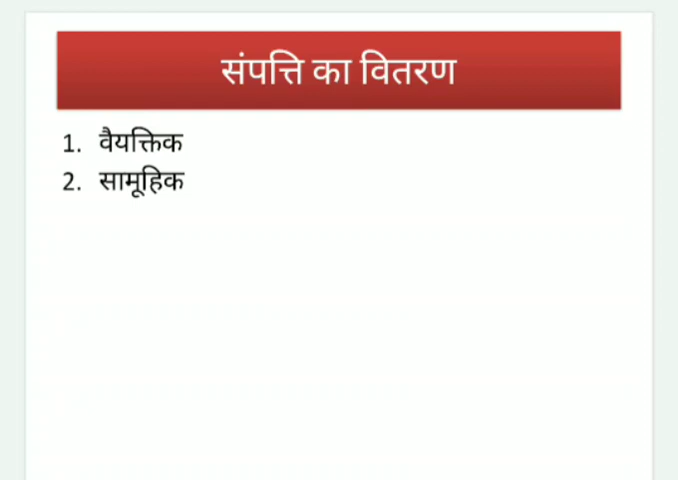 संपत्ति का वितरण
1. वैयक्तिक
2. सामूहिक